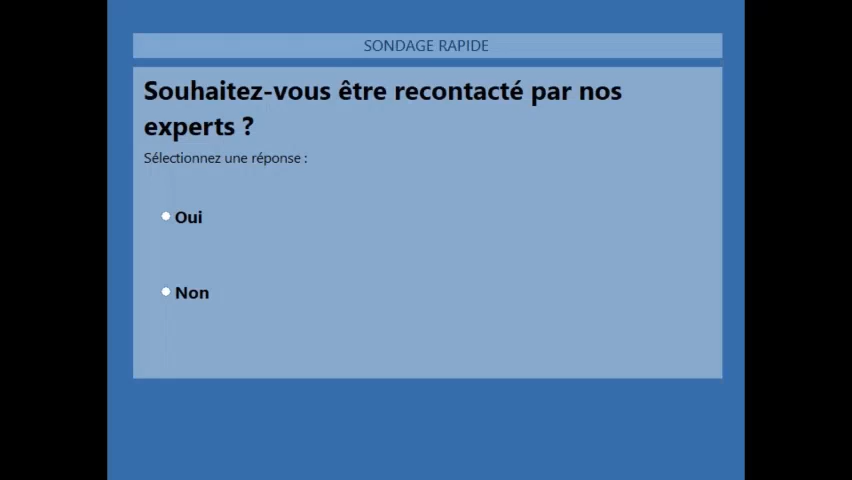 SONDAGE RAPIDE
Souhaitez-vous être recontacté par nos
experts ?
Sélectionnez une réponse :
Oui
Non